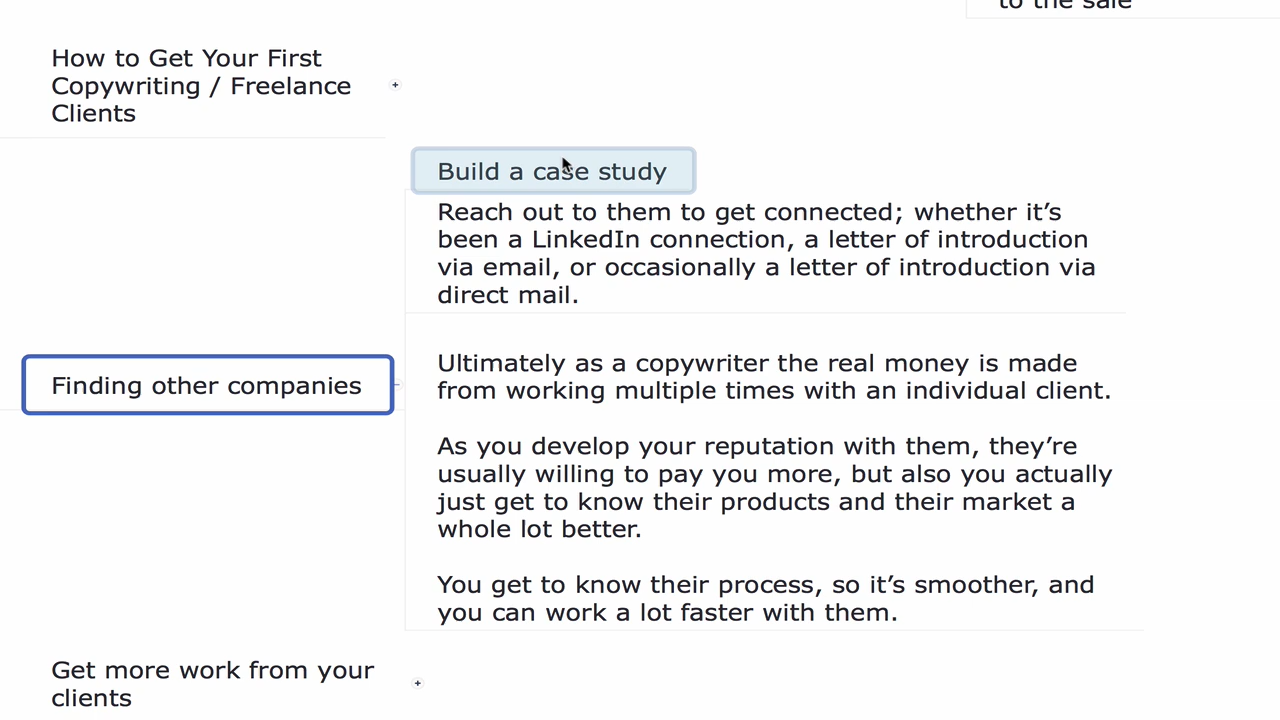 to the sale
How to Get Your First
Copywriting / Freelance
Clients
Build a case study
Reach out to them to get connected; whether it’s
been a LinkedIn connection, a letter of introduction
via email, or occasionally a letter of introduction via
direct mail.
Finding other companies
Ultimately as a copywriter the real money is made
from working multiple times with an individual client.
As you develop your reputation with them, they’re
usually willing to pay you more, but also you actually
just get to know their products and their market a
whole lot better.
You get to know their process, so it’s smoother, and
you can work a lot faster with them.
Get more work from your
clients